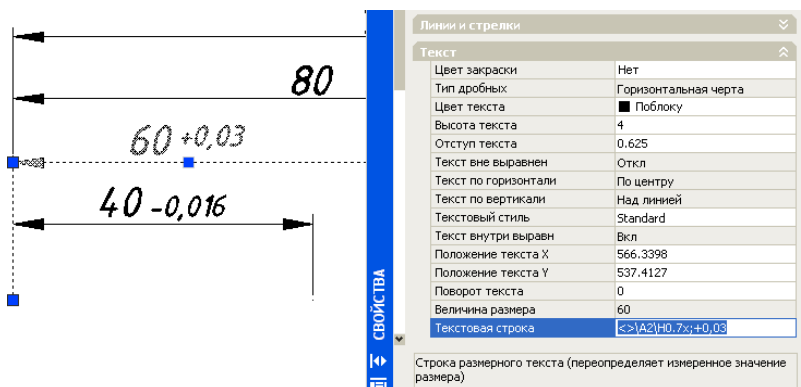 80
60 +0,03
40 -0,016
СВОЙСТВА
Линии и стрелки
Текст
Цвет закраски Нет
Тип дробных Горизонтальная черта
Цвет текста Поблоку
Высота текста 4
Отступ текста 0.625
Текст вне выравнен Откл
Текст по горизонтали По центру
Текст по вертикали Над линией
Текстовый стиль Standard
Текст внутри выравн Вкл
Положение текста X 566.3398
Положение текста Y 537.4127
Поворот текста 0
Величина размера 60
Текстовая строка <>\A2\H0.7x;+0,03
Строка размерного текста (переопределяет измеренное значение
размера)